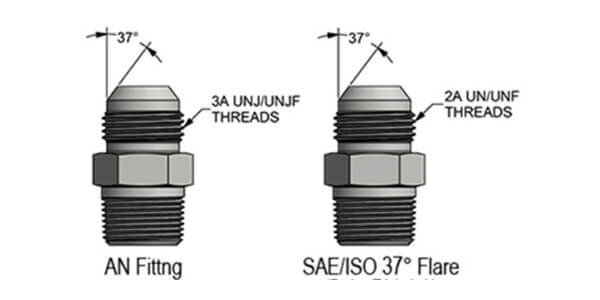 37°
3A UNJ/UNJF
THREADS
AN Fittng
37°
2A UN/UNF
THREADS
SAE/ISO 37° Flare